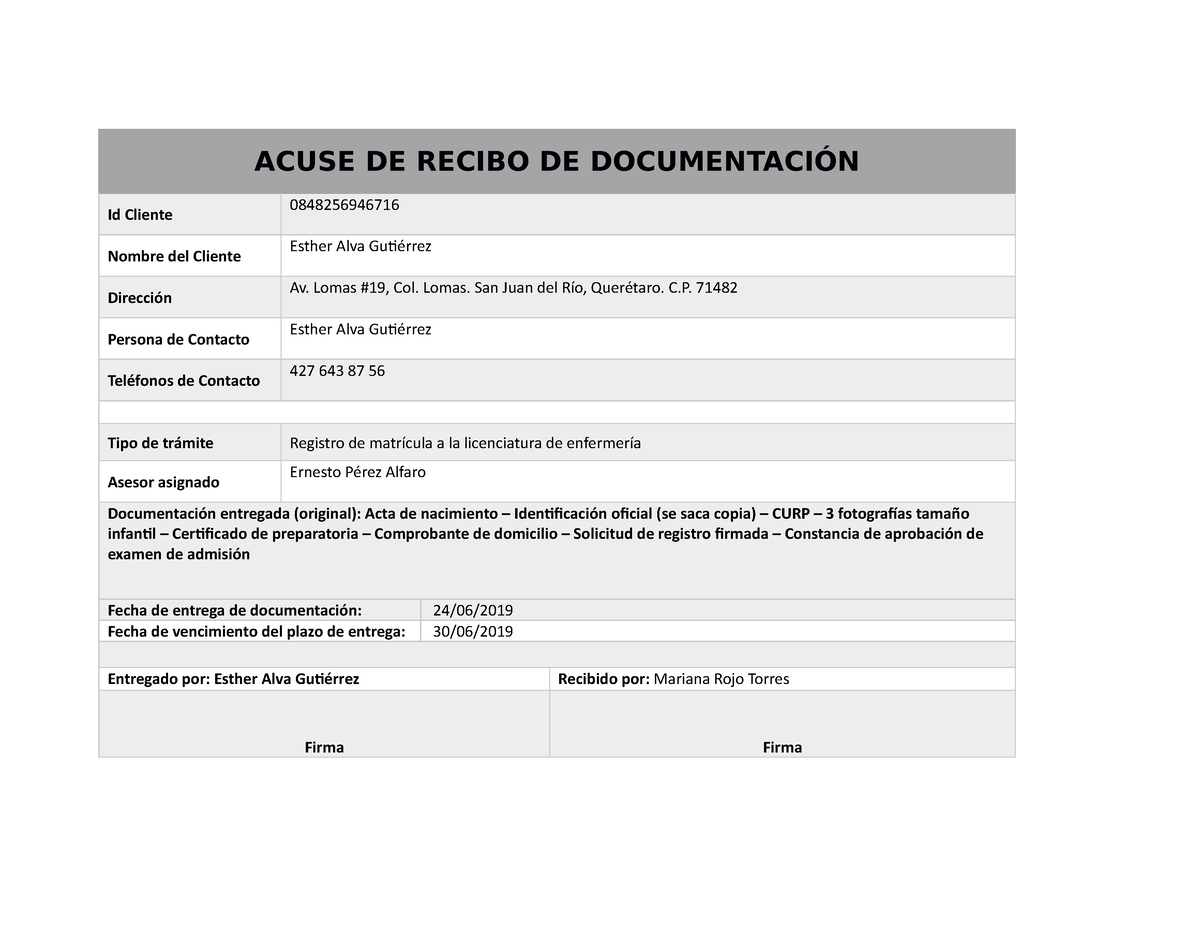 ACUSE DE RECIBO DE DOCUMENTACIÓN
Id Cliente 0848256946716
Nombre del Cliente Esther Alva Gutiérrez
Dirección Av. Lomas #19, Col. Lomas. San Juan del Río, Querétaro. C.P. 71482
Persona de Contacto Esther Alva Gutiérrez
Teléfonos de Contacto 427 643 87 56
Tipo de trámite Registro de matrícula a la licenciatura de enfermería
Asesor asignado Ernesto Pérez Alfaro
Documentación entregada (original): Acta de nacimiento – Identificación oficial (se saca copia) – CURP – 3 fotografías tamaño
infantil – Certificado de preparatoria – Comprobante de domicilio – Solicitud de registro firmada – Constancia de aprobación de
examen de admisión
Fecha de entrega de documentación: 24/06/2019
Fecha de vencimiento del plazo de entrega: 30/06/2019
Entregado por: Esther Alva Gutiérrez Recibido por: Mariana Rojo Torres
Firma Firma